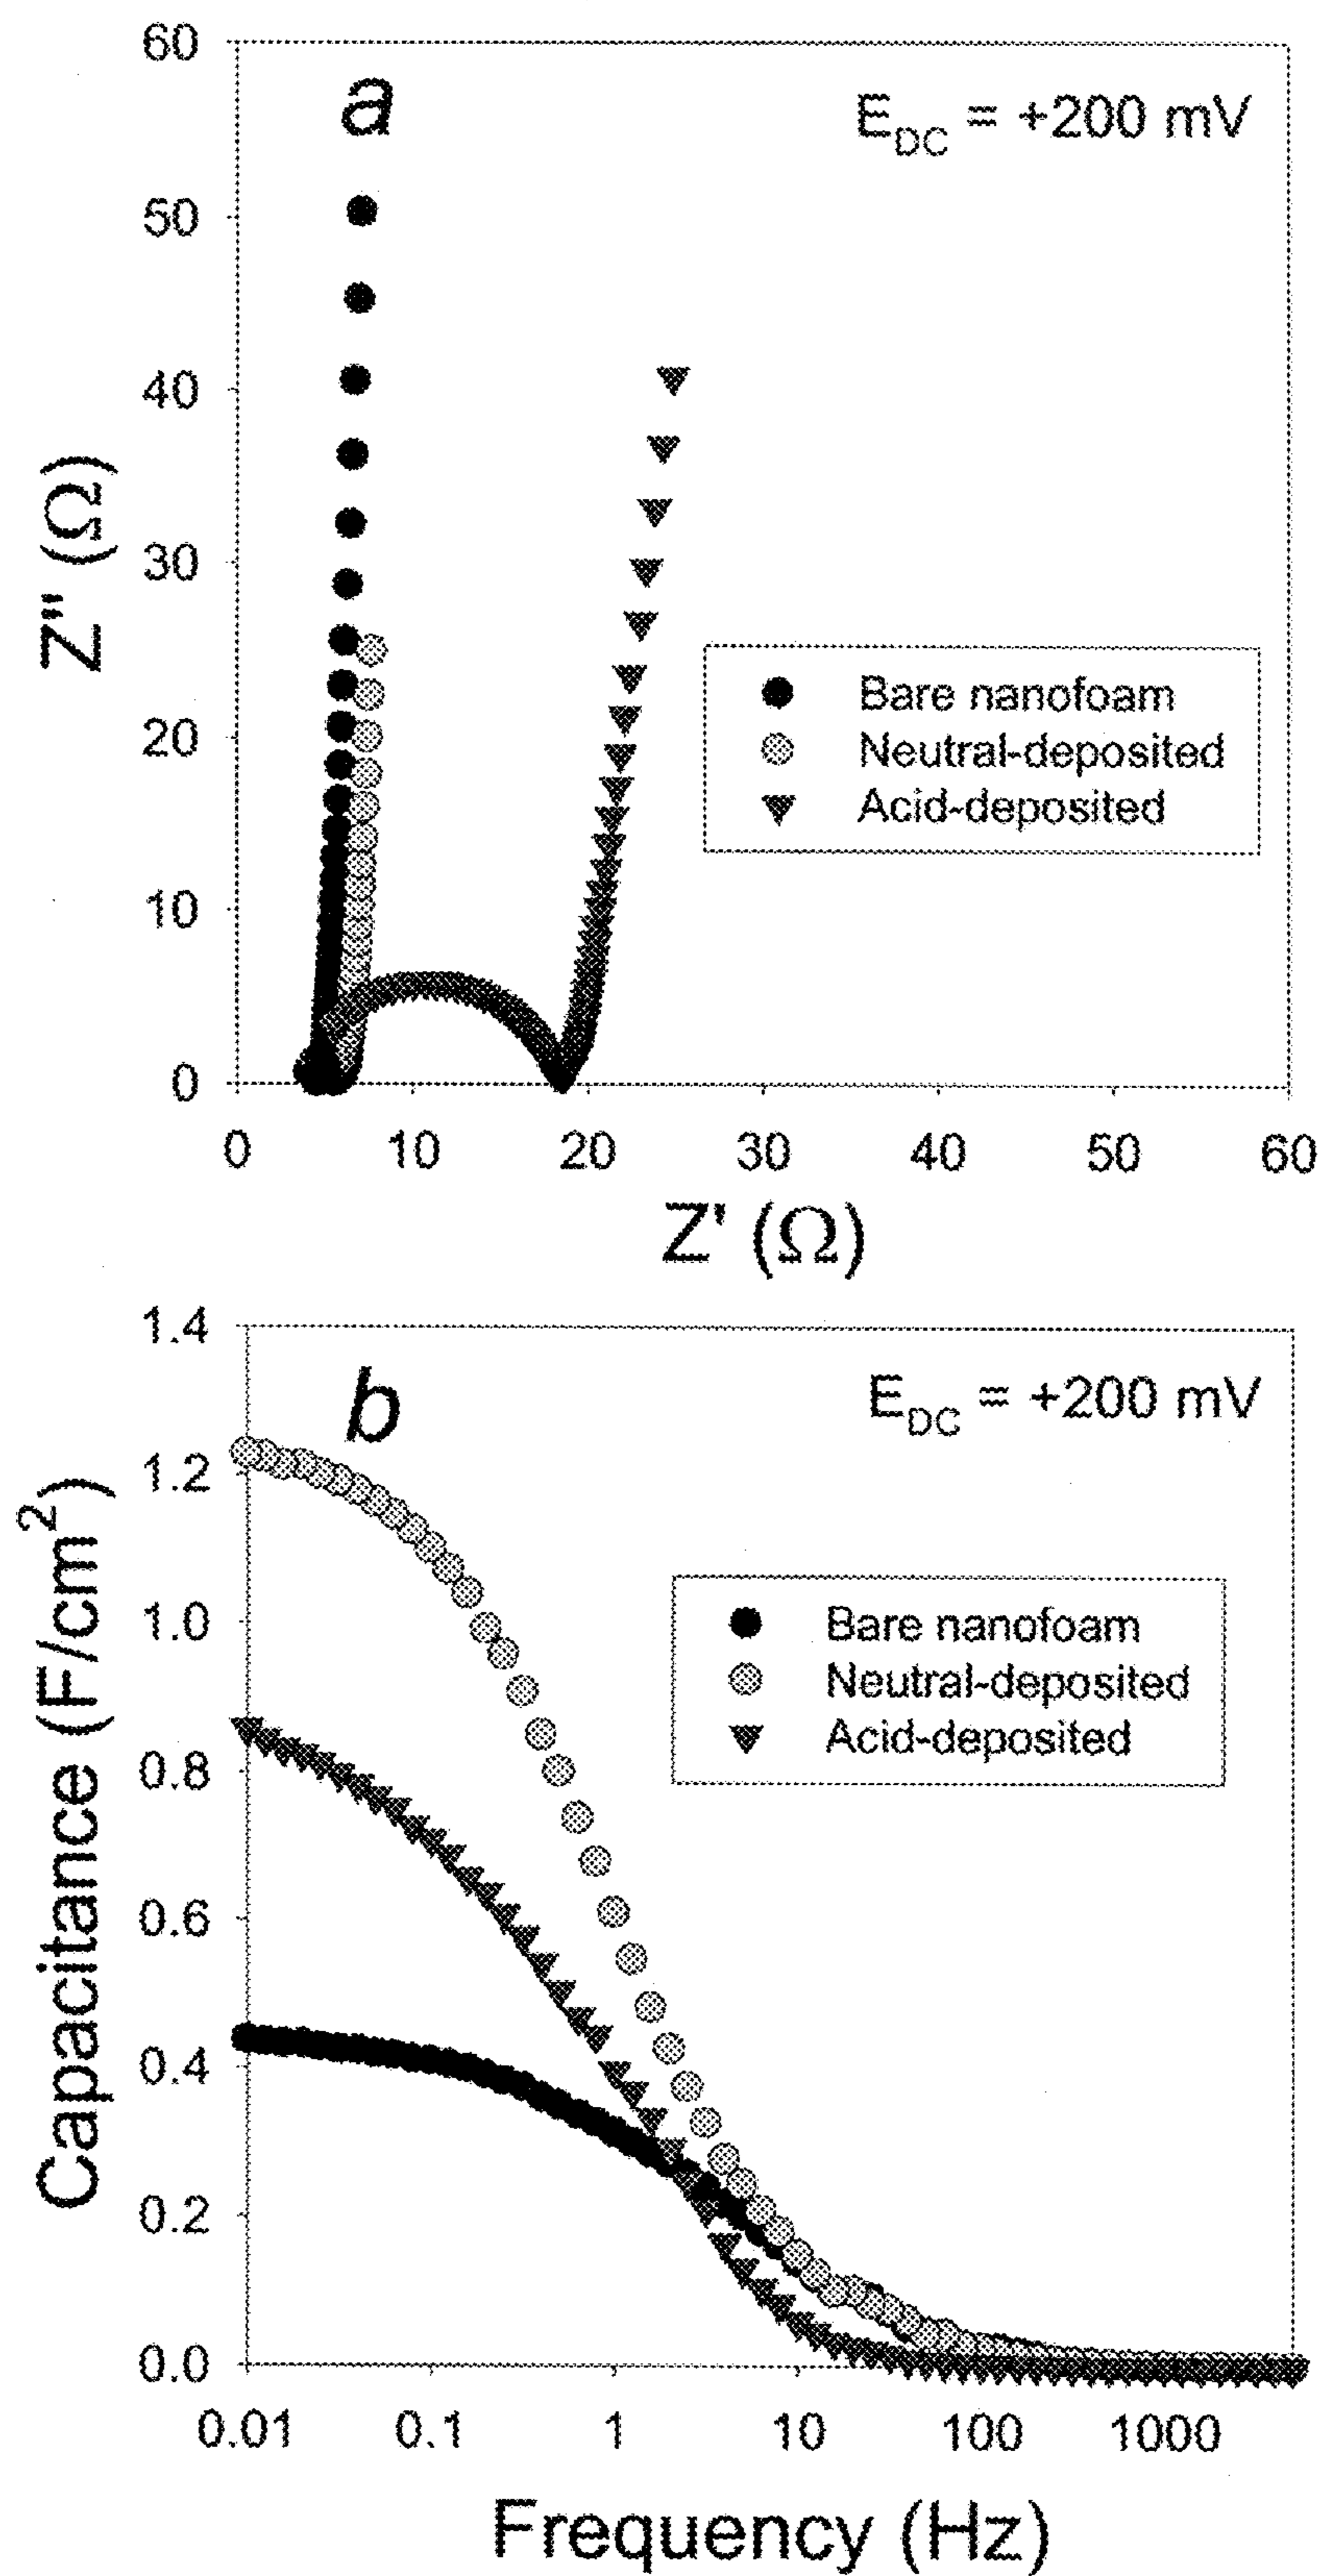 60
a
E_DC = +200 mV
50
40
Z" (Ω)
30
Bare nanofoam
20
Neutral-deposited
Acid-deposited
10
0
0 10 20 30 40 50 60
Z' (Ω)
1.4
b
E_DC = +200 mV
1.2
Capacitance (F/cm²)
1.0
Bare nanofoam
Neutral-deposited
Acid-deposited
0.8
0.6
0.4
0.2
0.0
0.01 0.1 1 10 100 1000
Frequency (Hz)